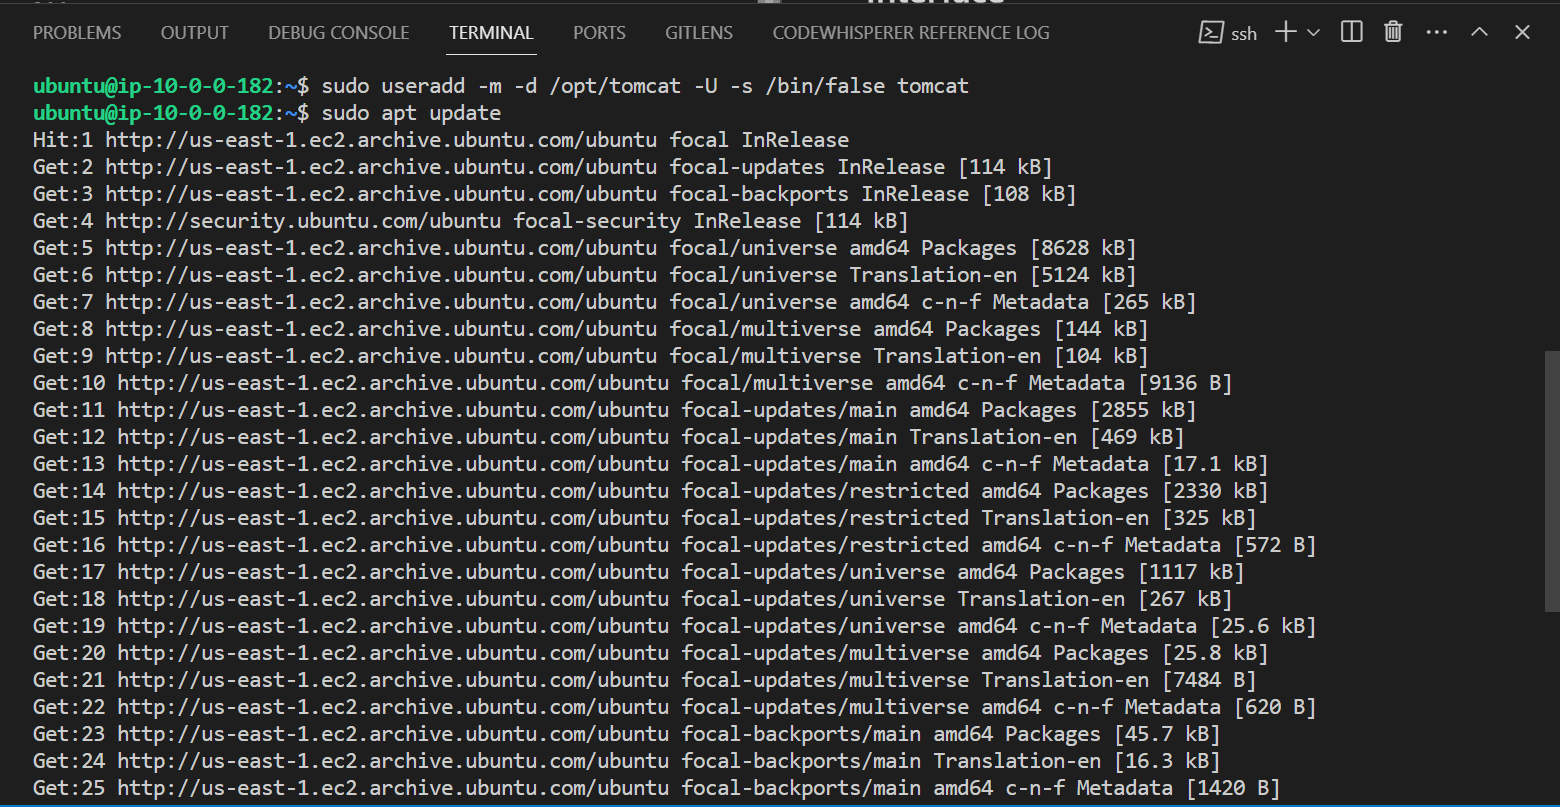 PROBLEMS OUTPUT DEBUG CONSOLE TERMINAL PORTS GITLENS CODEWHISPERER REFERENCE LOG ssh
ubuntu@ip-10-0-0-182:~$ sudo useradd -m -d /opt/tomcat -U -s /bin/false tomcat
ubuntu@ip-10-0-0-182:~$ sudo apt update
Hit:1 http://us-east-1.ec2.archive.ubuntu.com/ubuntu focal InRelease
Get:2 http://us-east-1.ec2.archive.ubuntu.com/ubuntu focal-updates InRelease [114 kB]
Get:3 http://us-east-1.ec2.archive.ubuntu.com/ubuntu focal-backports InRelease [108 kB]
Get:4 http://security.ubuntu.com/ubuntu focal-security InRelease [114 kB]
Get:5 http://us-east-1.ec2.archive.ubuntu.com/ubuntu focal/universe amd64 Packages [8628 kB]
Get:6 http://us-east-1.ec2.archive.ubuntu.com/ubuntu focal/universe Translation-en [5124 kB]
Get:7 http://us-east-1.ec2.archive.ubuntu.com/ubuntu focal/universe amd64 c-n-f Metadata [265 kB]
Get:8 http://us-east-1.ec2.archive.ubuntu.com/ubuntu focal/multiverse amd64 Packages [144 kB]
Get:9 http://us-east-1.ec2.archive.ubuntu.com/ubuntu focal/multiverse Translation-en [104 kB]
Get:10 http://us-east-1.ec2.archive.ubuntu.com/ubuntu focal/multiverse amd64 c-n-f Metadata [9136 B]
Get:11 http://us-east-1.ec2.archive.ubuntu.com/ubuntu focal-updates/main amd64 Packages [2855 kB]
Get:12 http://us-east-1.ec2.archive.ubuntu.com/ubuntu focal-updates/main Translation-en [469 kB]
Get:13 http://us-east-1.ec2.archive.ubuntu.com/ubuntu focal-updates/main amd64 c-n-f Metadata [17.1 kB]
Get:14 http://us-east-1.ec2.archive.ubuntu.com/ubuntu focal-updates/restricted amd64 Packages [2330 kB]
Get:15 http://us-east-1.ec2.archive.ubuntu.com/ubuntu focal-updates/restricted Translation-en [325 kB]
Get:16 http://us-east-1.ec2.archive.ubuntu.com/ubuntu focal-updates/restricted amd64 c-n-f Metadata [572 B]
Get:17 http://us-east-1.ec2.archive.ubuntu.com/ubuntu focal-updates/universe amd64 Packages [1117 kB]
Get:18 http://us-east-1.ec2.archive.ubuntu.com/ubuntu focal-updates/universe Translation-en [267 kB]
Get:19 http://us-east-1.ec2.archive.ubuntu.com/ubuntu focal-updates/universe amd64 c-n-f Metadata [25.6 kB]
Get:20 http://us-east-1.ec2.archive.ubuntu.com/ubuntu focal-updates/multiverse amd64 Packages [25.8 kB]
Get:21 http://us-east-1.ec2.archive.ubuntu.com/ubuntu focal-updates/multiverse Translation-en [7484 B]
Get:22 http://us-east-1.ec2.archive.ubuntu.com/ubuntu focal-updates/multiverse amd64 c-n-f Metadata [620 B]
Get:23 http://us-east-1.ec2.archive.ubuntu.com/ubuntu focal-backports/main amd64 Packages [45.7 kB]
Get:24 http://us-east-1.ec2.archive.ubuntu.com/ubuntu focal-backports/main Translation-en [16.3 kB]
Get:25 http://us-east-1.ec2.archive.ubuntu.com/ubuntu focal-backports/main amd64 c-n-f Metadata [1420 B]